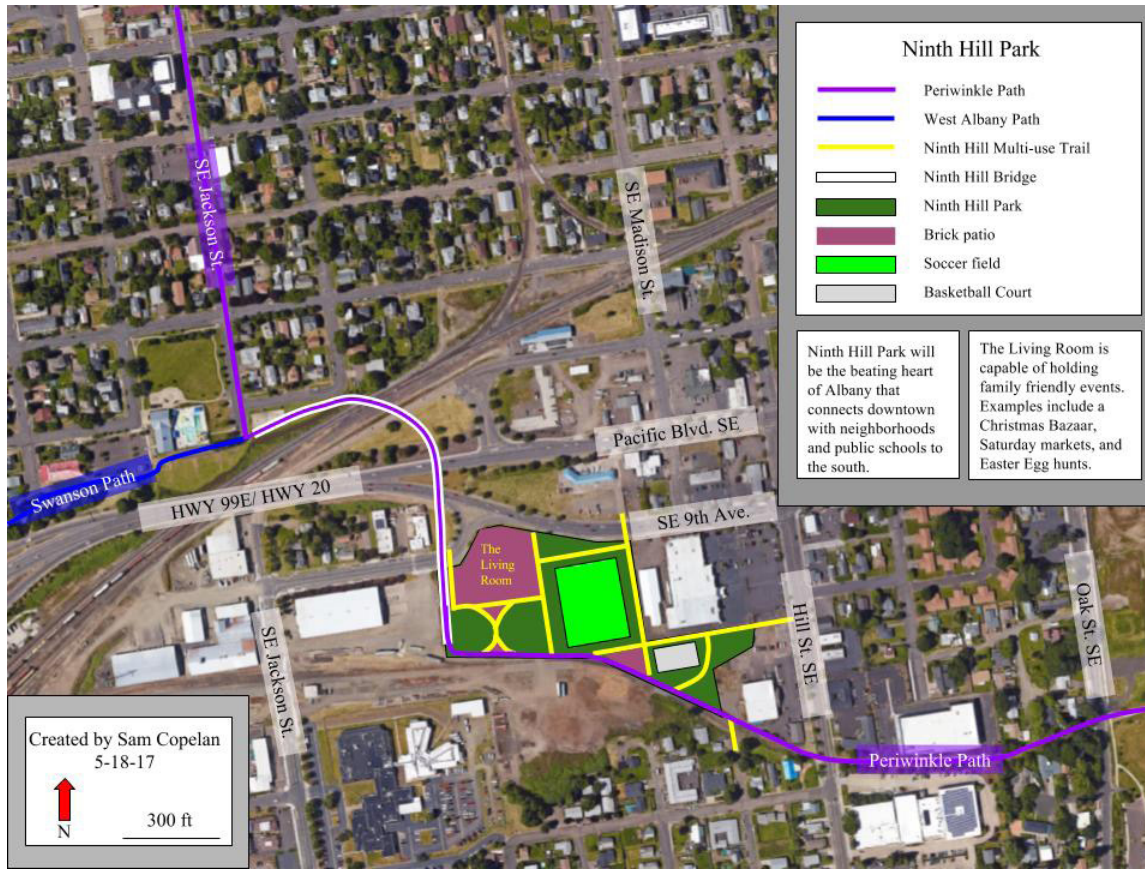 Ninth Hill Park
Periwinkle Path
West Albany Path
Ninth Hill Multi-use Trail
Ninth Hill Bridge
Ninth Hill Park
Brick patio
Soccer field
Basketball Court
Ninth Hill Park will
be the beating heart
of Albany that
connects downtown
with neighborhoods
and public schools to
the south.
The Living Room is
capable of holding
family friendly events.
Examples include a
Christmas Bazaar,
Saturday markets, and
Easter Egg hunts.
SE Jackson St.
SE Madison St.
Pacific Blvd. SE
Swanson Path
HWY 99E/ HWY 20
SE 9th Ave.
The
Living
Room
SE Jackson St.
Hill St. SE
Oak St. SE
Periwinkle Path
Created by Sam Copelan
5-18-17
N
300 ft